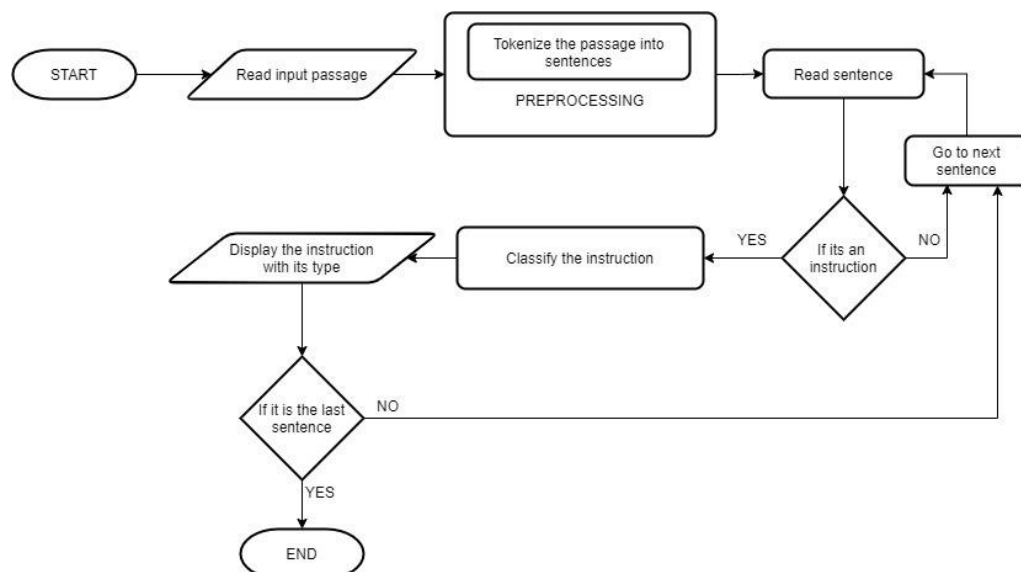 START
Read input passage
Tokenize the passage into
sentences
PREPROCESSING
Read sentence
Go to next
sentence
If its an
instruction
YES
NO
Classify the instruction
Display the instruction
with its type
If it is the last
sentence
NO
YES
END